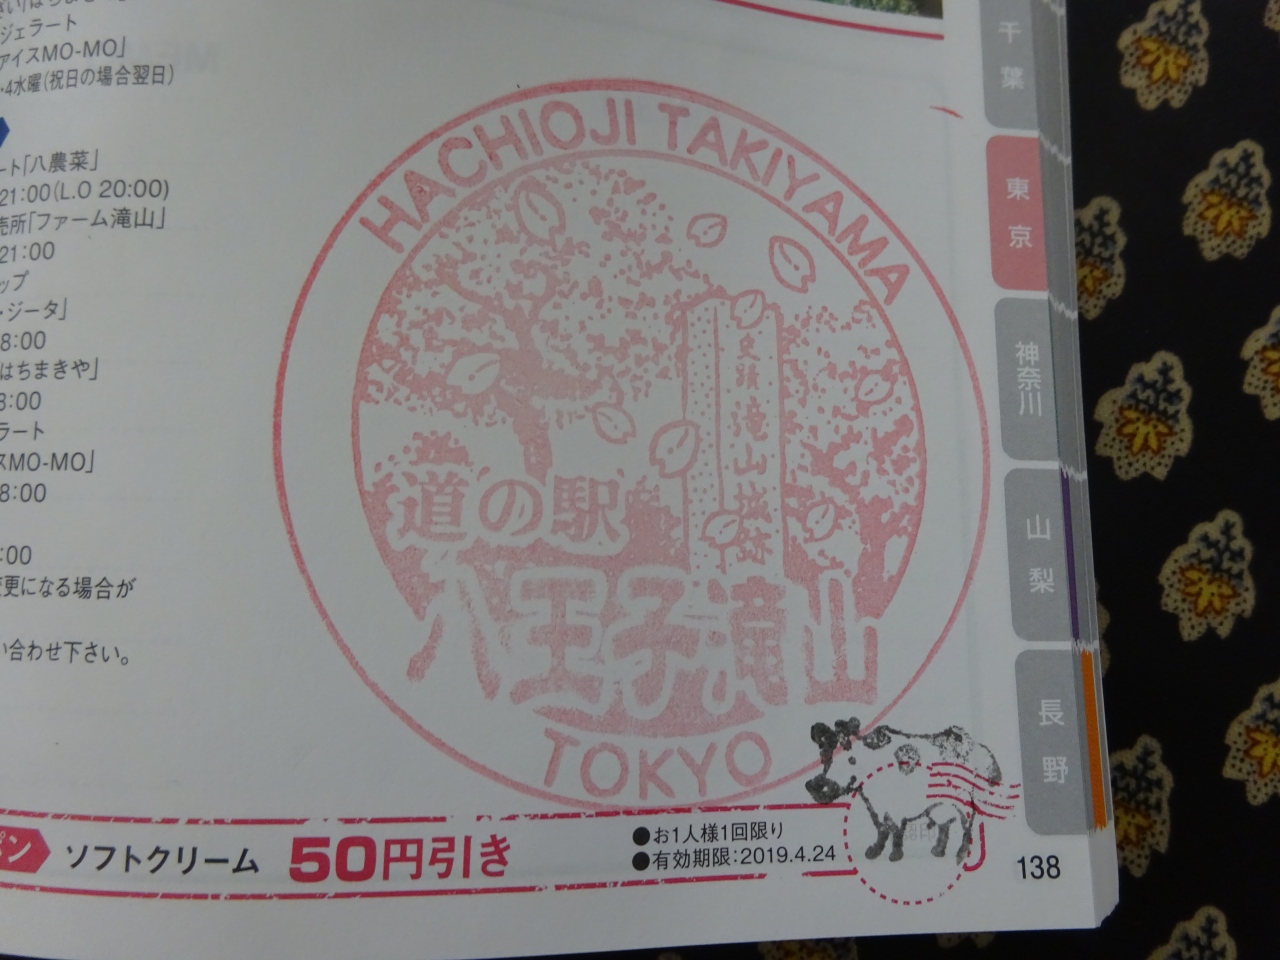 ジェラート
アイスMO-MO」
4水曜(祝日の場合翌日)
ート「八農菜」
21:00(L.O 20:00)
売所「ファーム滝山」
21:00
ップ
・ジータ」
8:00
はちまきや」
8:00
ラート
スMO-MO」
8:00
:00
変更になる場合が
い合わせ下さい。
HACHIOJI TAKIYAMA
史跡滝山城跡
道の駅
八王子滝山
TOKYO
ポン
ソフトクリーム 50円引き
●お1人様1回限り
●有効期限:2019.4.24
138
千葉
東京
神奈川
山梨
長野